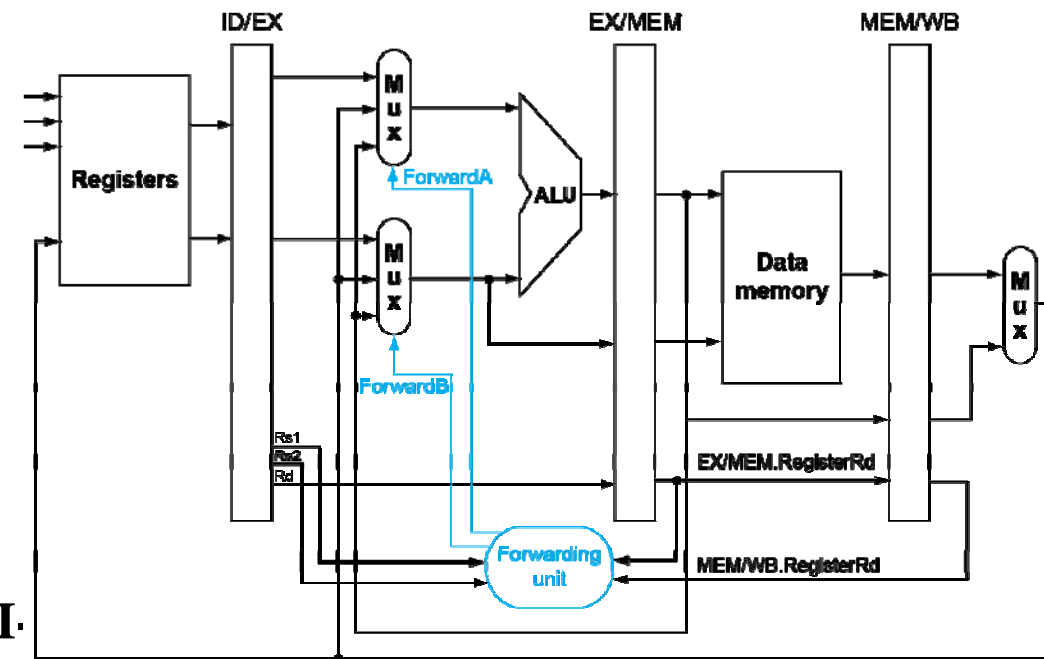 ID/EX
EX/MEM
MEM/WB
M
u
x
Registers
ForwardA
ALU
M
u
x
Data
memory
M
u
x
ForwardB
Rs1
Rs2
Rd
EX/MEM.RegisterRd
Forwarding
unit
MEM/WB.RegisterRd
I.